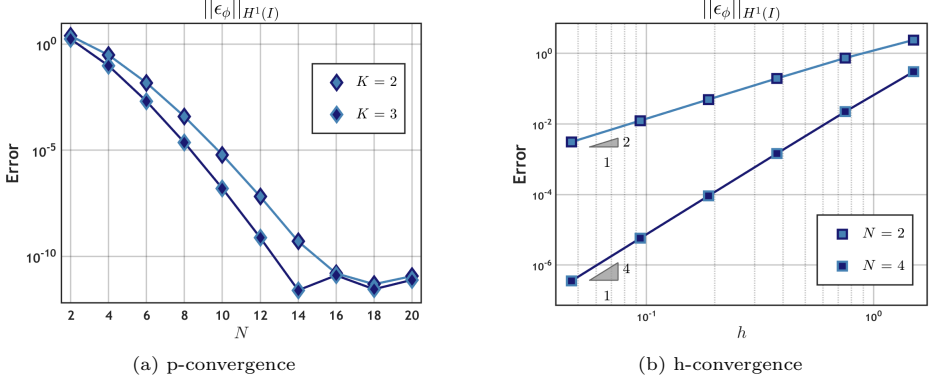 ||ϵ_ϕ||_{H^1(I)}
10^0
10^{-5}
10^{-10}
Error
K = 2
K = 3
2 4 6 8 10 12 14 16 18 20
N
(a) p-convergence
||ϵ_ϕ||_{H^1(I)}
10^0
10^{-2}
10^{-4}
10^{-6}
Error
2
1
4
1
N = 2
N = 4
10^{-1} 10^0
h
(b) h-convergence